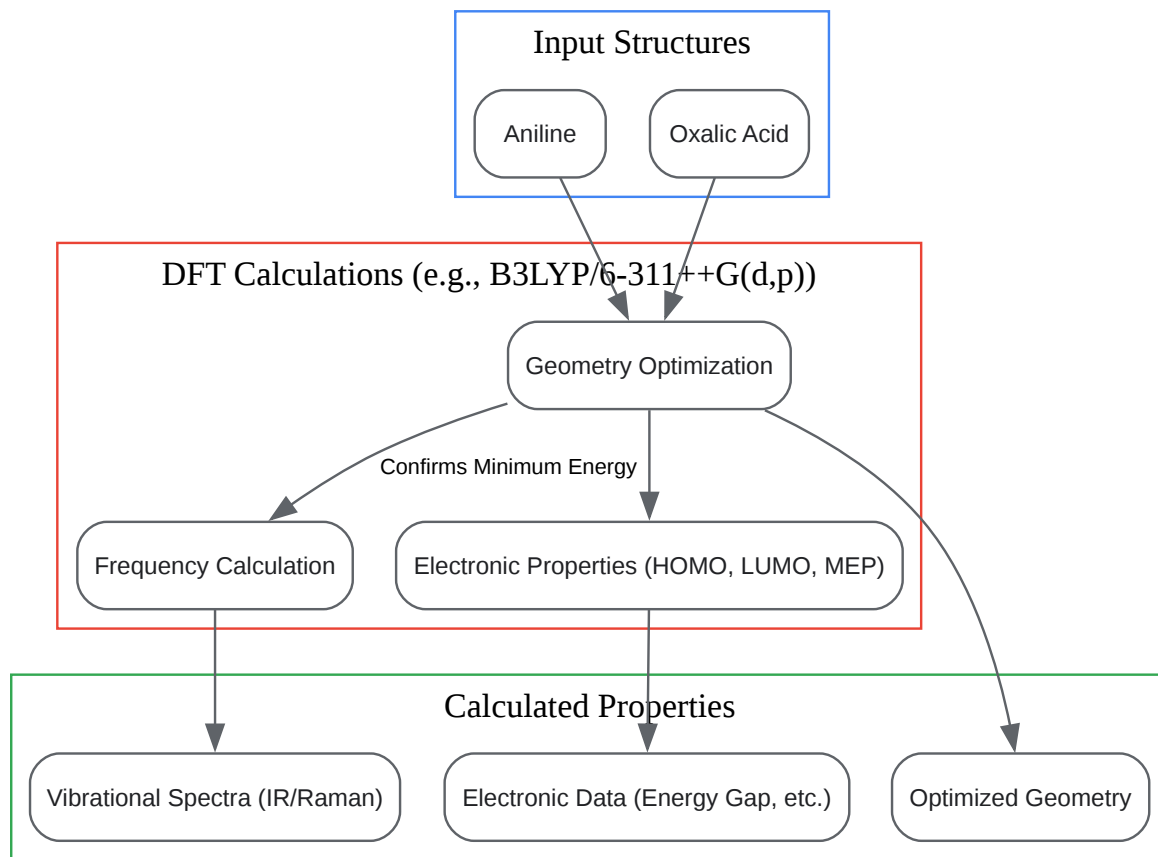 Input Structures
Aniline
Oxalic Acid
DFT Calculations (e.g., B3LYP/6-311++G(d,p))
Geometry Optimization
Confirms Minimum Energy
Frequency Calculation
Electronic Properties (HOMO, LUMO, MEP)
Calculated Properties
Vibrational Spectra (IR/Raman)
Electronic Data (Energy Gap, etc.)
Optimized Geometry